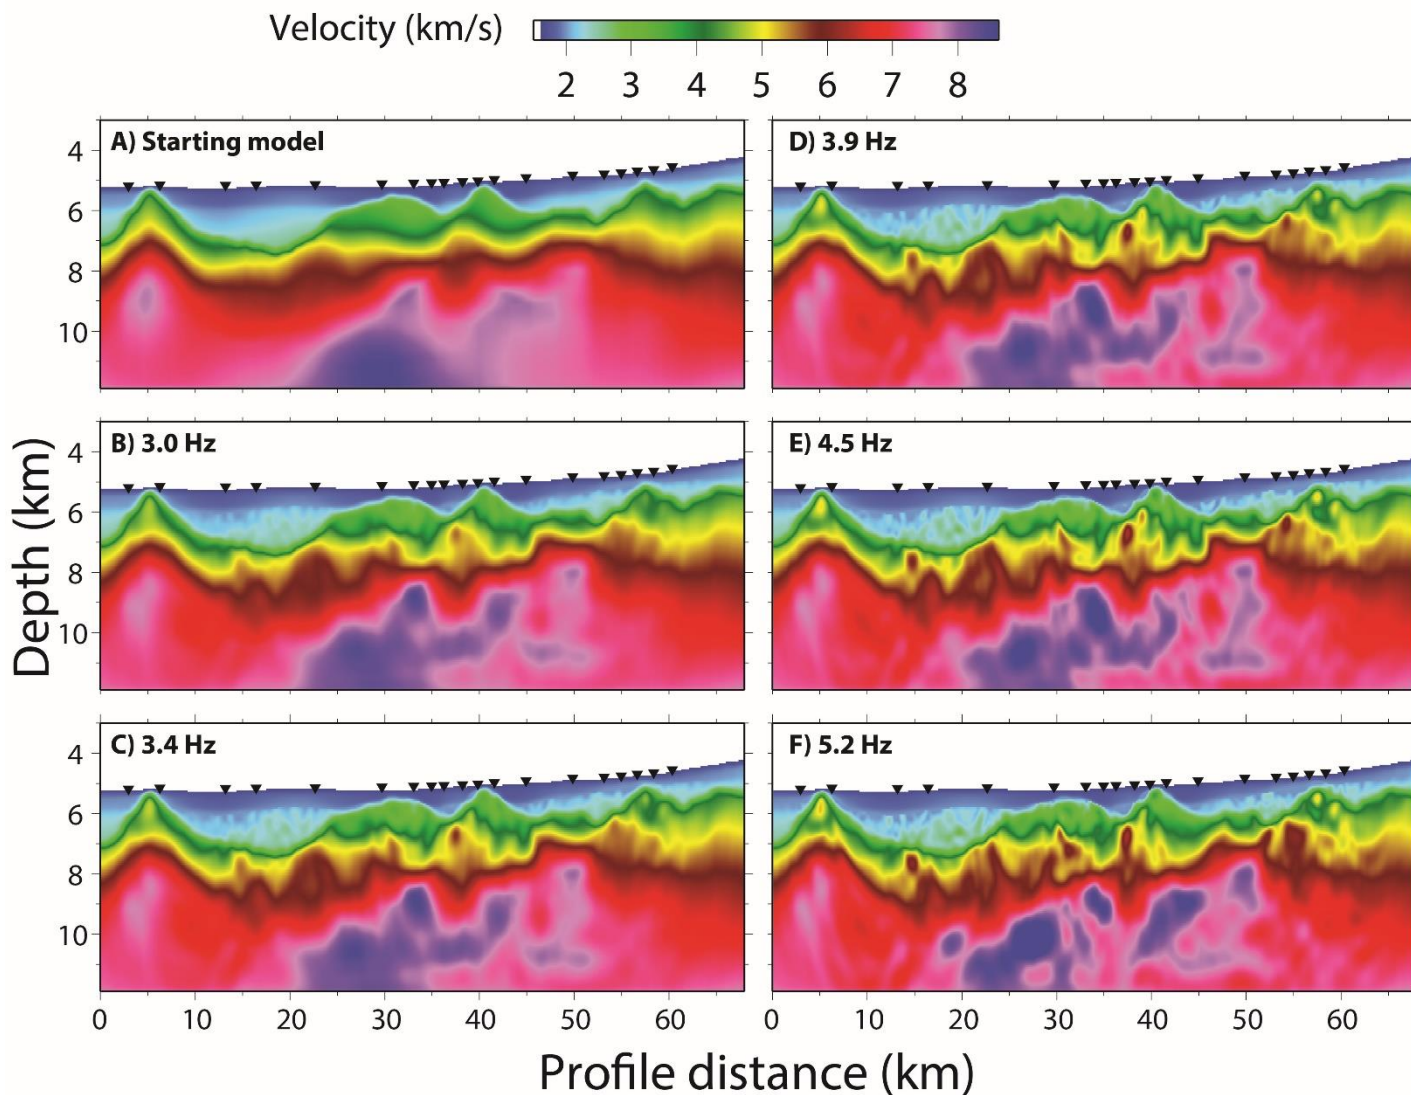 Velocity (km/s)
2 3 4 5 6 7 8
A) Starting model
4
6
8
10
D) 3.9 Hz
B) 3.0 Hz
4
6
8
10
E) 4.5 Hz
Depth (km)
C) 3.4 Hz
4
6
8
10
F) 5.2 Hz
0 10 20 30 40 50 60
0 10 20 30 40 50 60
Profile distance (km)